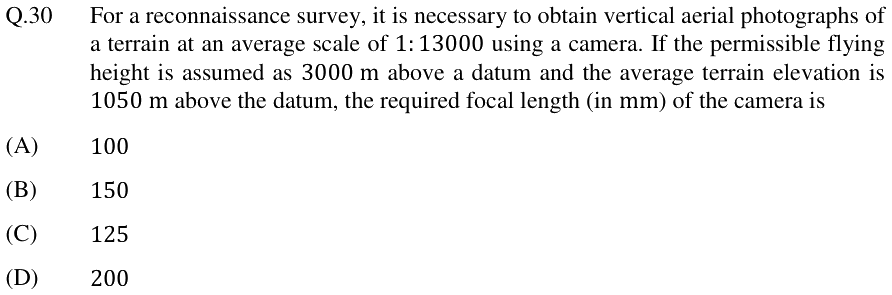 Q.30 For a reconnaissance survey, it is necessary to obtain vertical aerial photographs of
a terrain at an average scale of 1:13000 using a camera. If the permissible flying
height is assumed as 3000 m above a datum and the average terrain elevation is
1050 m above the datum, the required focal length (in mm) of the camera is
(A) 100
(B) 150
(C) 125
(D) 200